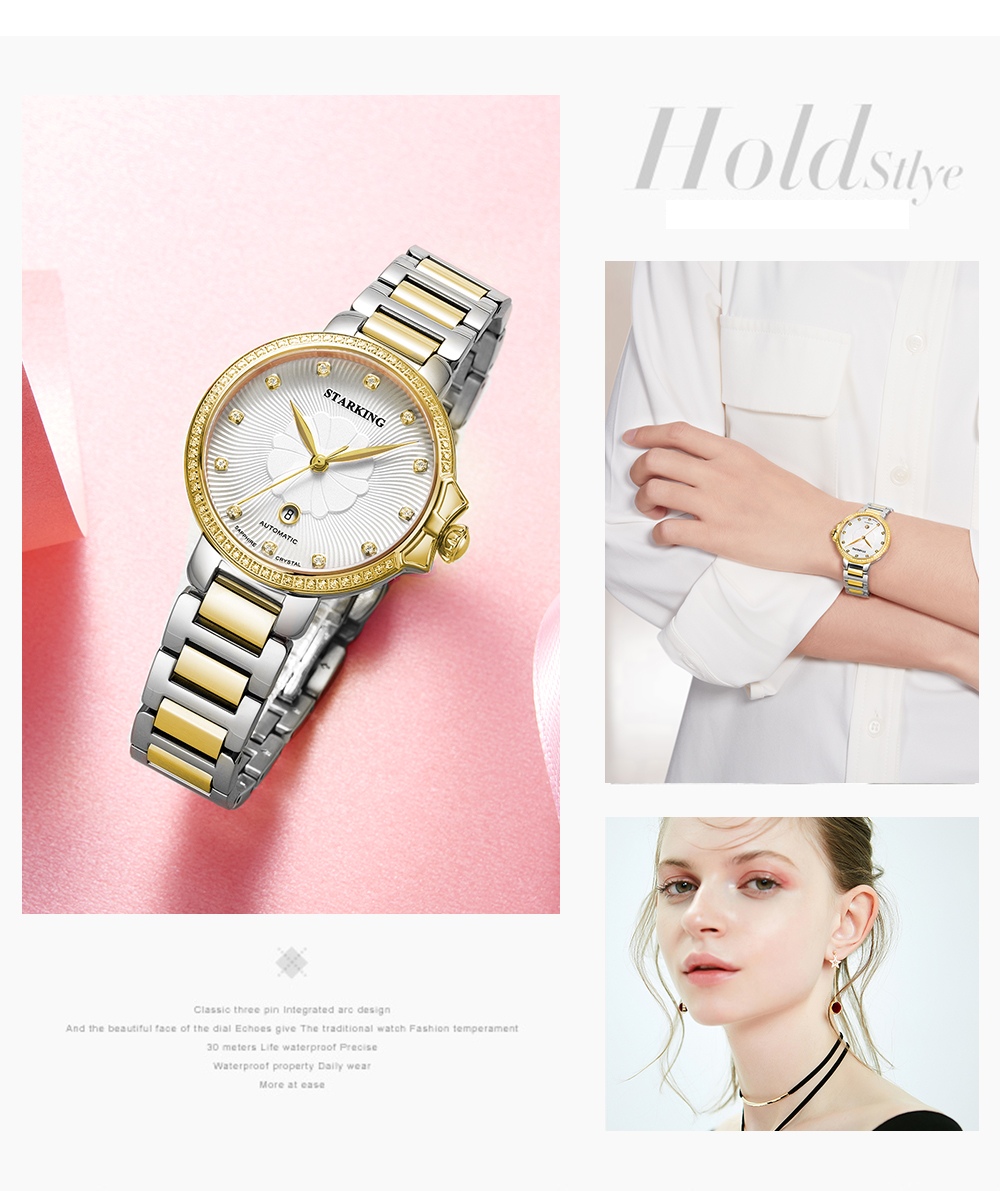 Hold Stlye
STARKING
8
AUTOMATIC
SAPPHIRE CRYSTAL
Classic three pin Integrated arc design
And the beautiful face of the dial Echoes give The traditional watch Fashion temperament
30 meters Life waterproof Precise
Waterproof property Daily wear
More at ease